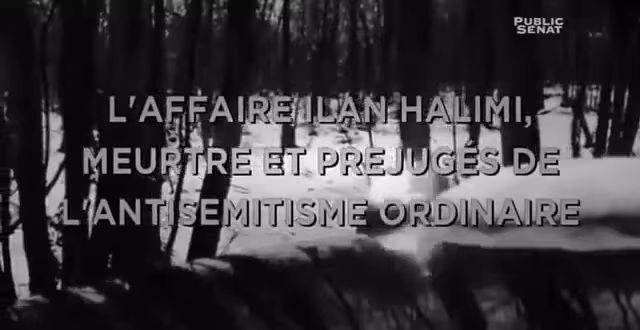 PUBLIC
SENAT
L'AFFAIRE ILAN HALIMI,
MEURTRE ET PREJUGÉS DE
L'ANTISEMITISME ORDINAIRE